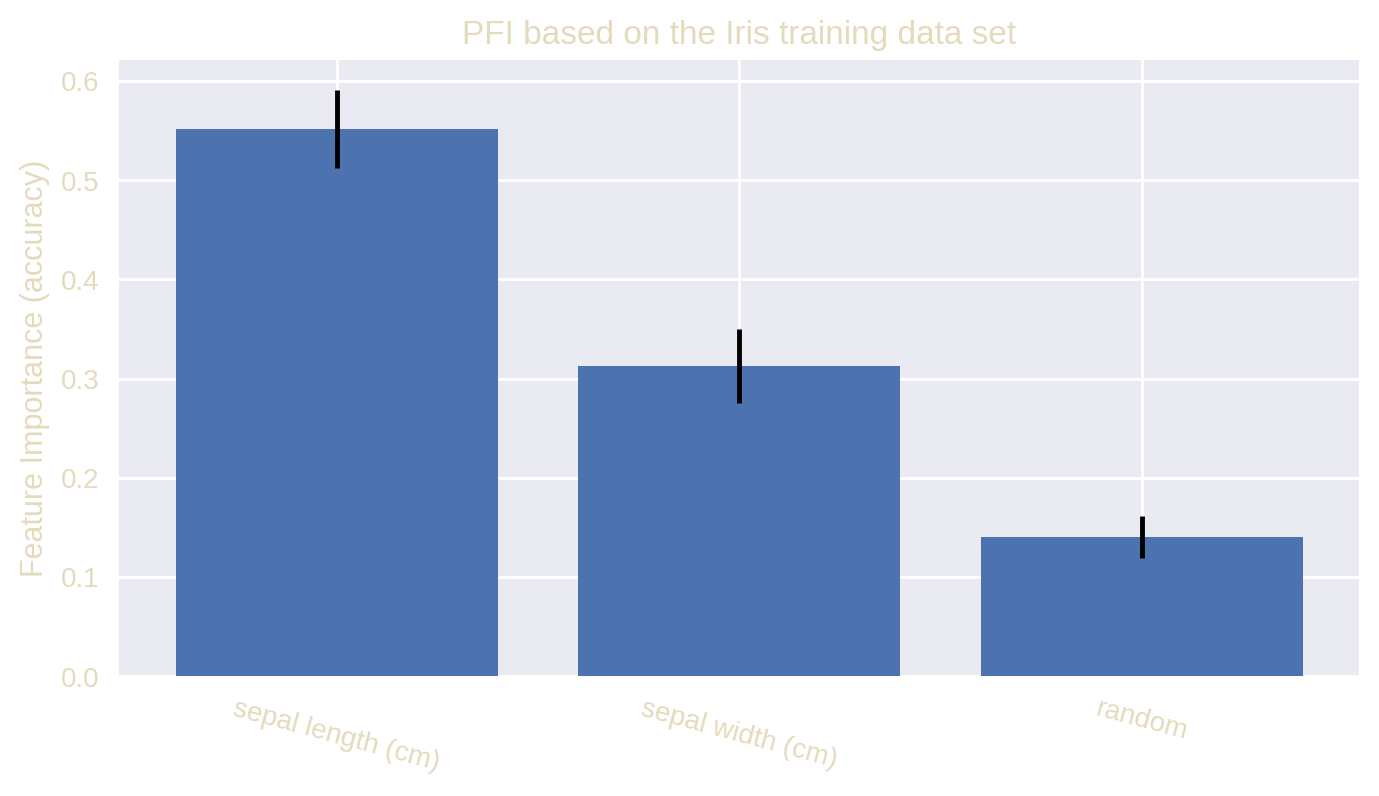 PFI based on the Iris training data set
Feature Importance (accuracy)
0.6
0.5
0.4
0.3
0.2
0.1
0.0
sepal length (cm)
sepal width (cm)
random